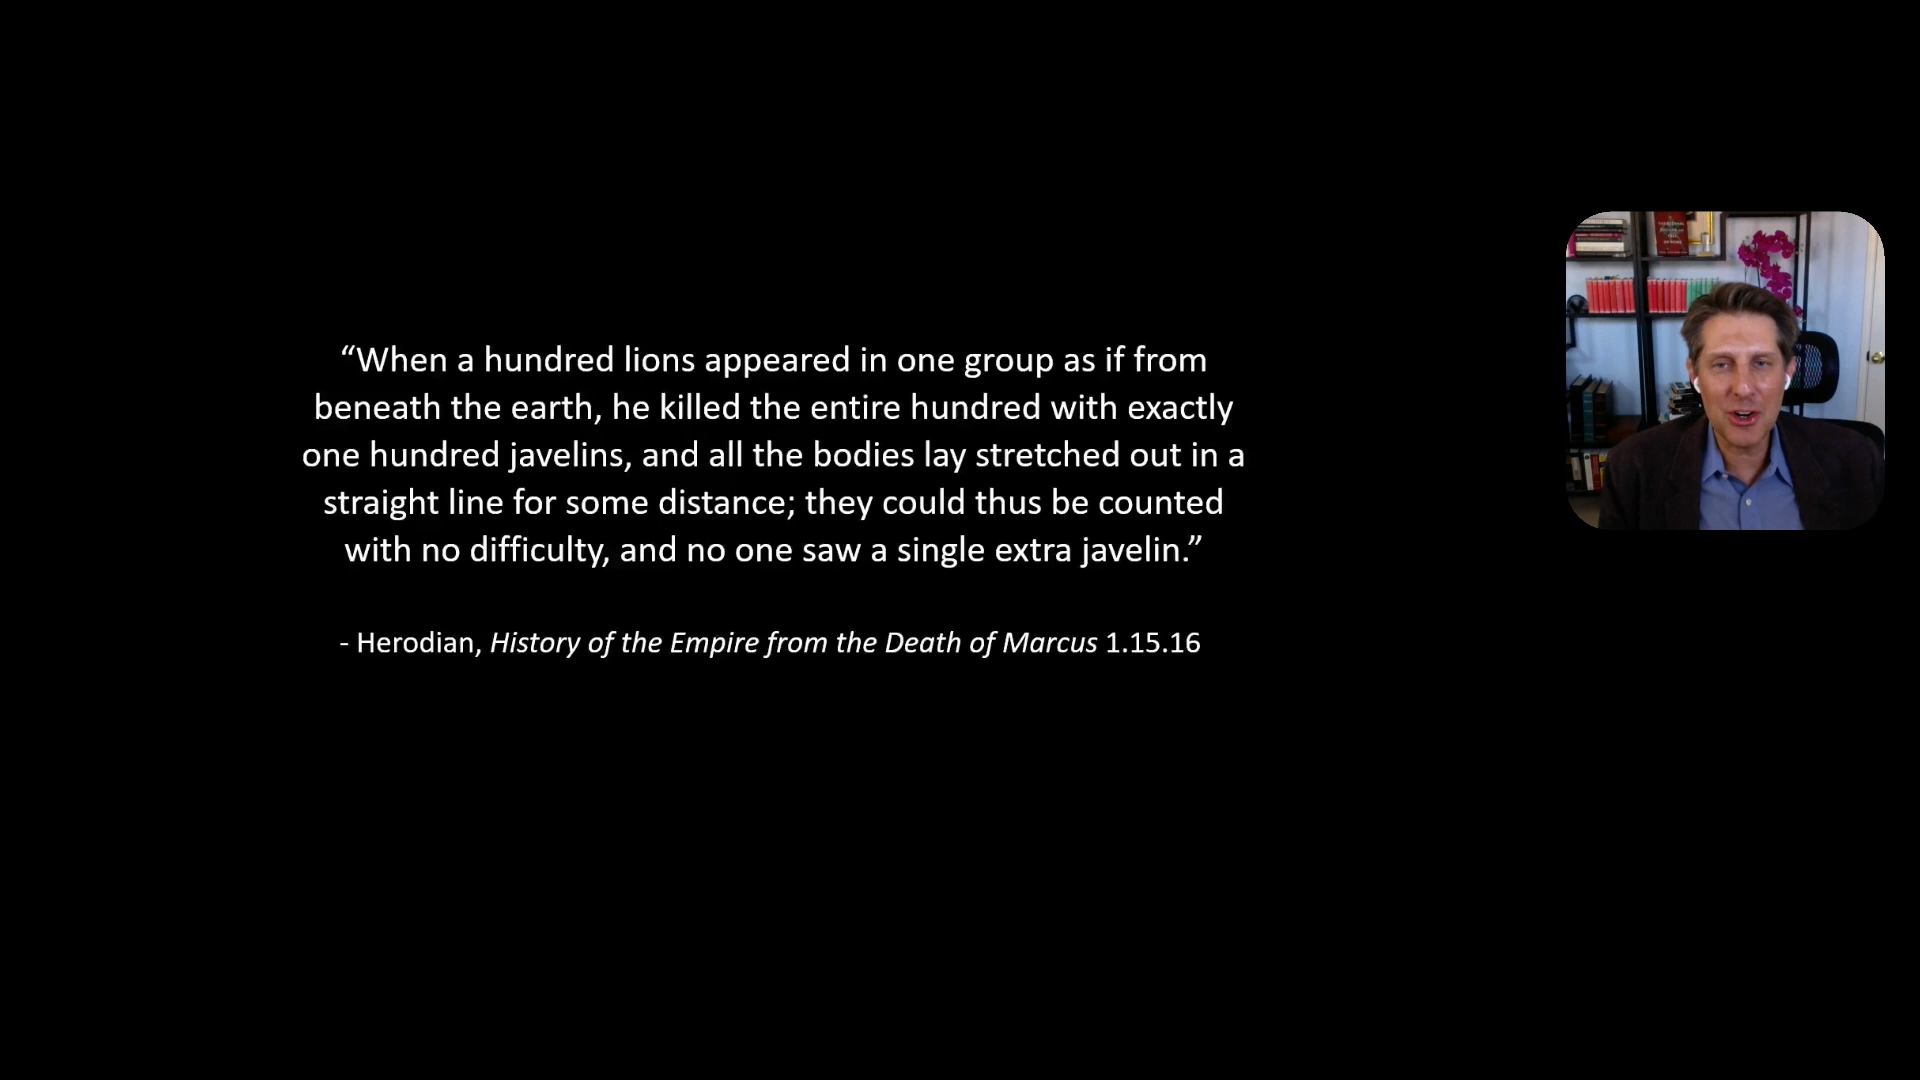 “When a hundred lions appeared in one group as if from
beneath the earth, he killed the entire hundred with exactly
one hundred javelins, and all the bodies lay stretched out in a
straight line for some distance; they could thus be counted
with no difficulty, and no one saw a single extra javelin.”
- Herodian, History of the Empire from the Death of Marcus 1.15.16